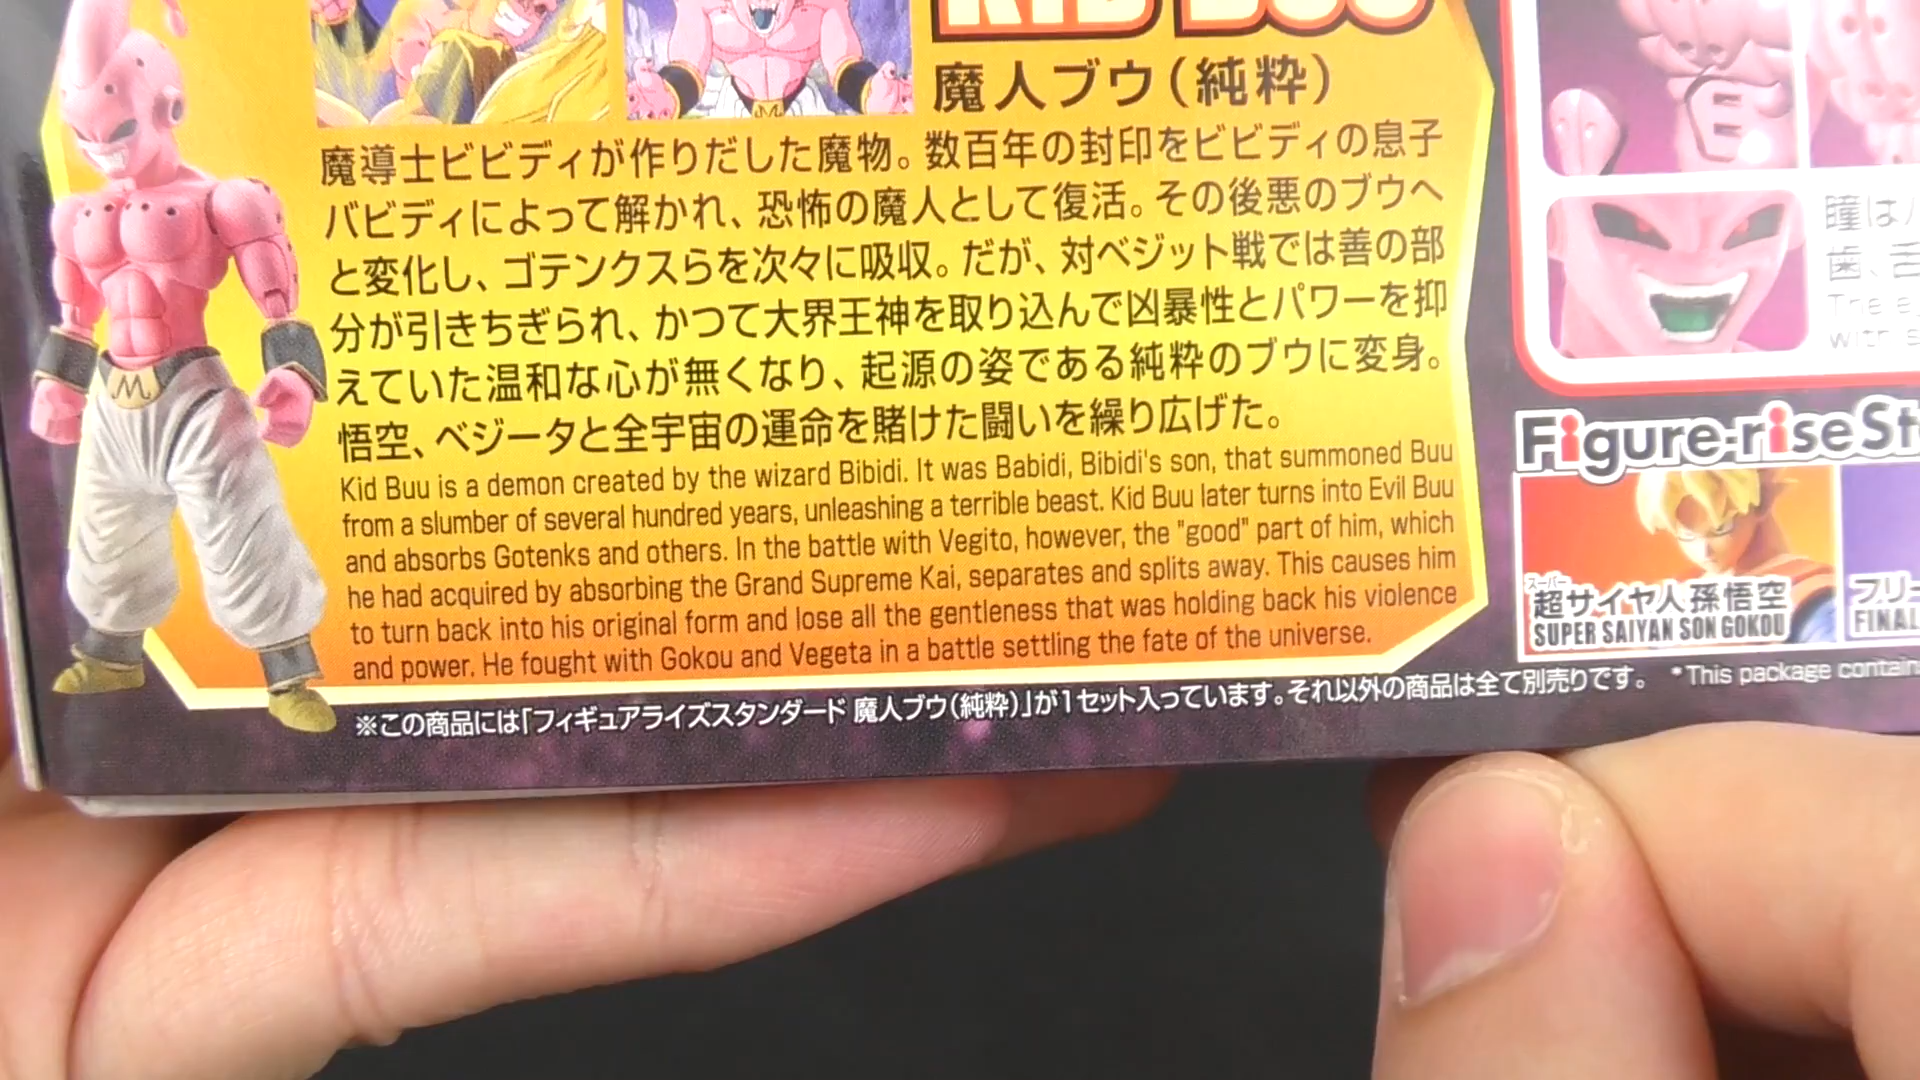 KID BUU
魔人ブウ(純粋)
魔導士ビビディが作りだした魔物。数百年の封印をビビディの息子
バビディによって解かれ、恐怖の魔人として復活。その後悪のブウへ
と変化し、ゴテンクスらを次々に吸収。だが、対ベジット戦では善の部
分が引きちぎられ、かつて大界王神を取り込んで凶暴性とパワーを抑
えていた温和な心が無くなり、起源の姿である純粋のブウに変身。
悟空、ベジータと全宇宙の運命を賭けた闘いを繰り広げた。
Kid Buu is a demon created by the wizard Bibidi. It was Babidi, Bibidi's son, that summoned Buu
from a slumber of several hundred years, unleashing a terrible beast. Kid Buu later turns into Evil Buu
and absorbs Gotenks and others. In the battle with Vegito, however, the "good" part of him, which
he had acquired by absorbing the Grand Supreme Kai, separates and splits away. This causes him
to turn back into his original form and lose all the gentleness that was holding back his violence
and power. He fought with Gokou and Vegeta in a battle settling the fate of the universe.
※この商品には「フィギュアライズスタンダード 魔人ブウ(純粋)」が1セット入っています。それ以外の商品は全て別売りです。 *This package contain
瞳は
歯、舌
The e
with s
Figure-rise St
スーパー
超サイヤ人孫悟空
SUPER SAIYAN SON GOKOU
フリー
FINAL
M